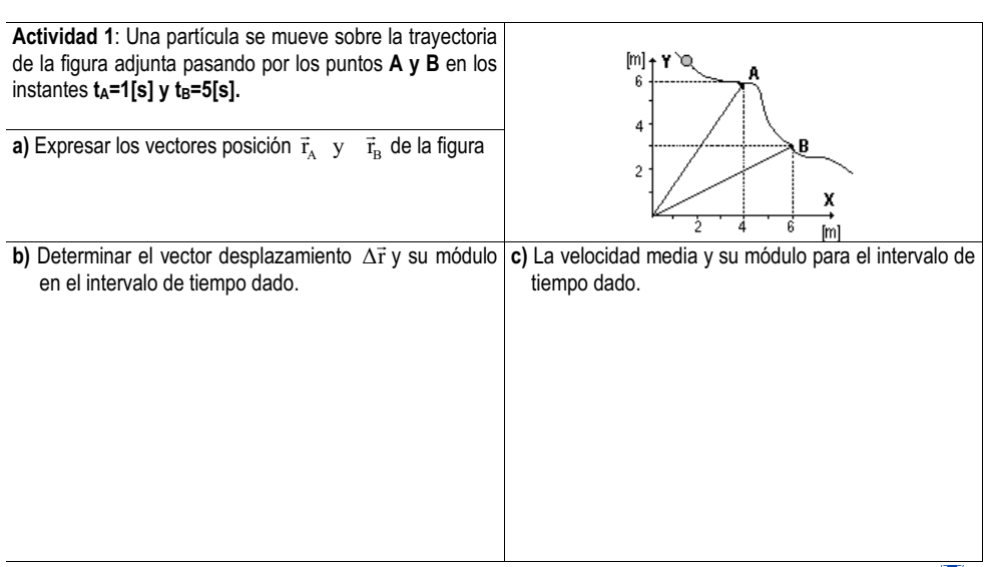 Actividad 1: Una partícula se mueve sobre la trayectoria
de la figura adjunta pasando por los puntos A y B en los
instantes tA=1[s] y tB=5[s].
a) Expresar los vectores posición r⃗A y r⃗B de la figura
[m] Y
6
A
4
B
2
X
2 4 6
[m]
b) Determinar el vector desplazamiento Δr⃗ y su módulo
en el intervalo de tiempo dado.
c) La velocidad media y su módulo para el intervalo de
tiempo dado.